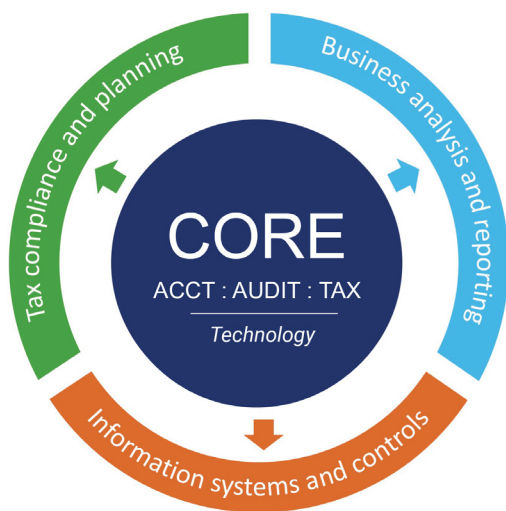 Tax compliance and planning
Business analysis and reporting
CORE
ACCT : AUDIT : TAX
Technology
Information systems and controls